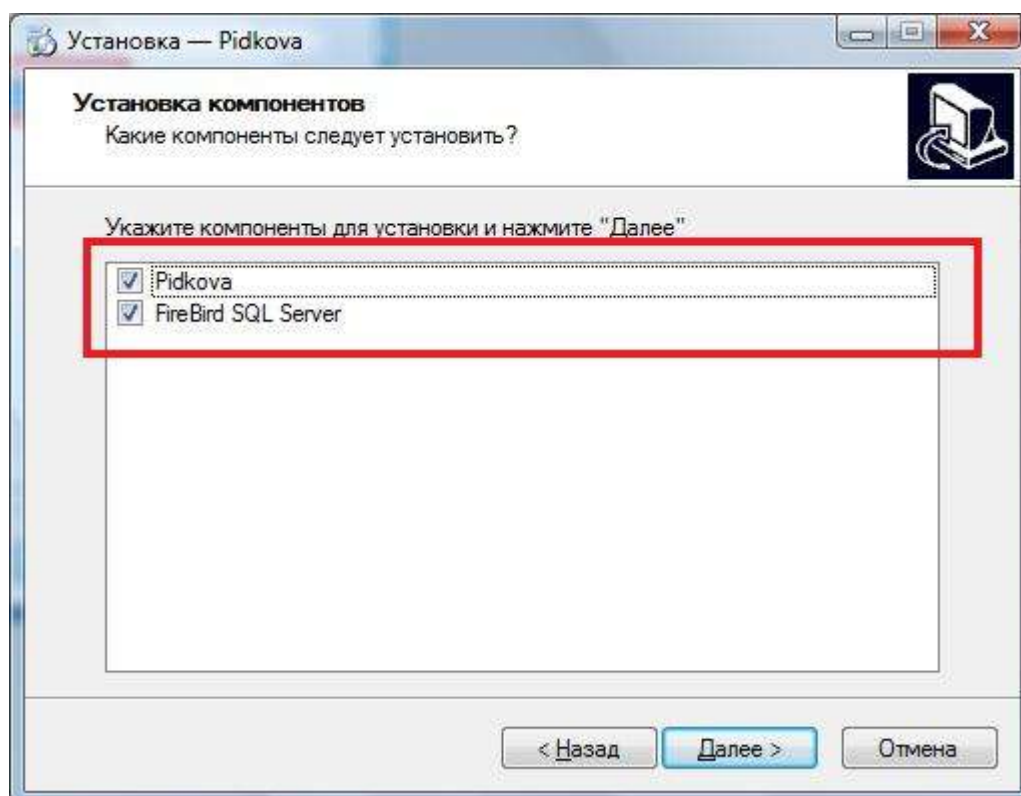 Установка — Pidkova
Установка компонентов
Какие компоненты следует установить?
Укажите компоненты для установки и нажмите "Далее"
Pidkova
FireBird SQL Server
< Назад
Далее >
Отмена